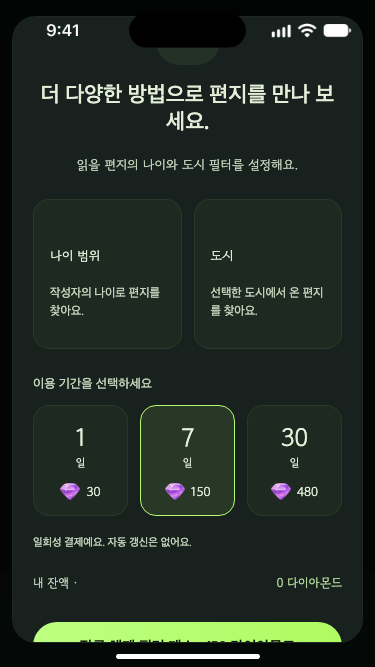 9:41
더 다양한 방법으로 편지를 만나 보
세요.
읽을 편지의 나이와 도시 필터를 설정해요.
나이 범위
작성자의 나이로 편지를
찾아요.
도시
선택한 도시에서 온 편지
를 찾아요.
이용 기간을 선택하세요
1
일
30
7
일
150
30
일
480
일회성 결제예요. 자동 갱신은 없어요.
내 잔액 ·
0 다이아몬드